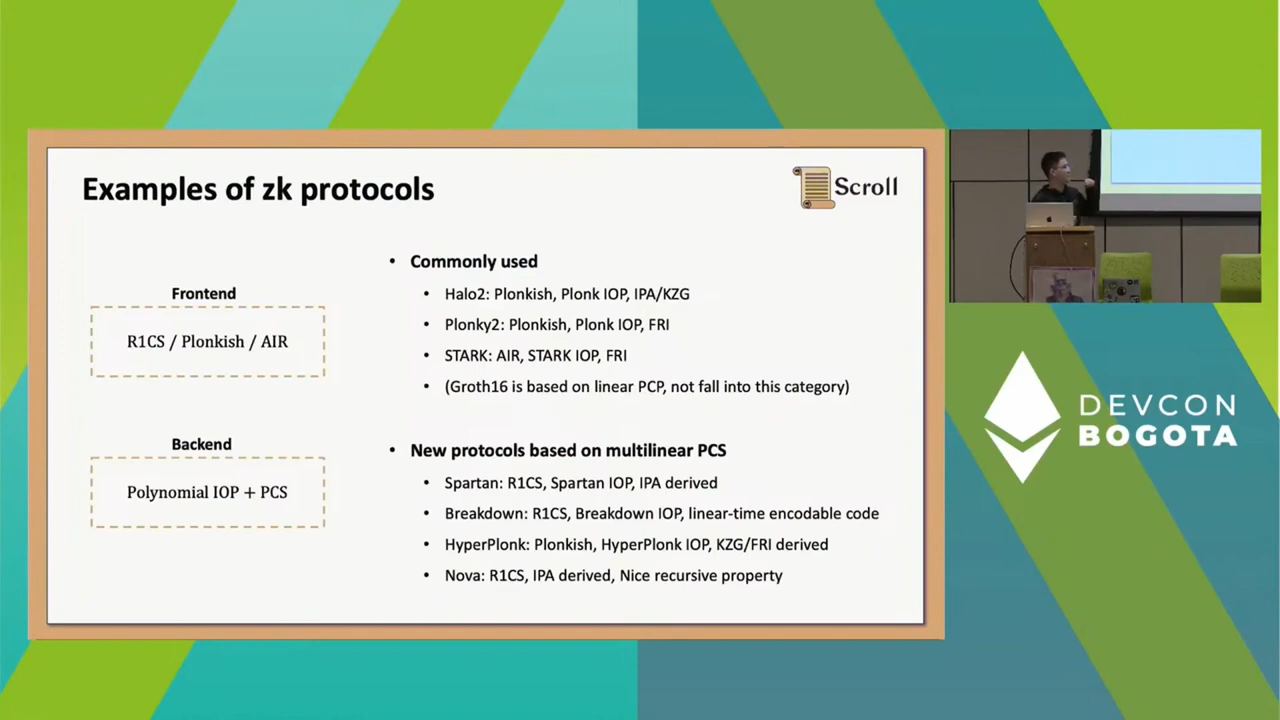 Examples of zk protocols
Scroll
Frontend
R1CS / Plonkish / AIR
Backend
Polynomial IOP + PCS
• Commonly used
• Halo2: Plonkish, Plonk IOP, IPA/KZG
• Plonky2: Plonkish, Plonk IOP, FRI
• STARK: AIR, STARK IOP, FRI
• (Groth16 is based on linear PCP, not fall into this category)
• New protocols based on multilinear PCS
• Spartan: R1CS, Spartan IOP, IPA derived
• Breakdown: R1CS, Breakdown IOP, linear-time encodable code
• HyperPlonk: Plonkish, HyperPlonk IOP, KZG/FRI derived
• Nova: R1CS, IPA derived, Nice recursive property
DEVCON
BOGOTA